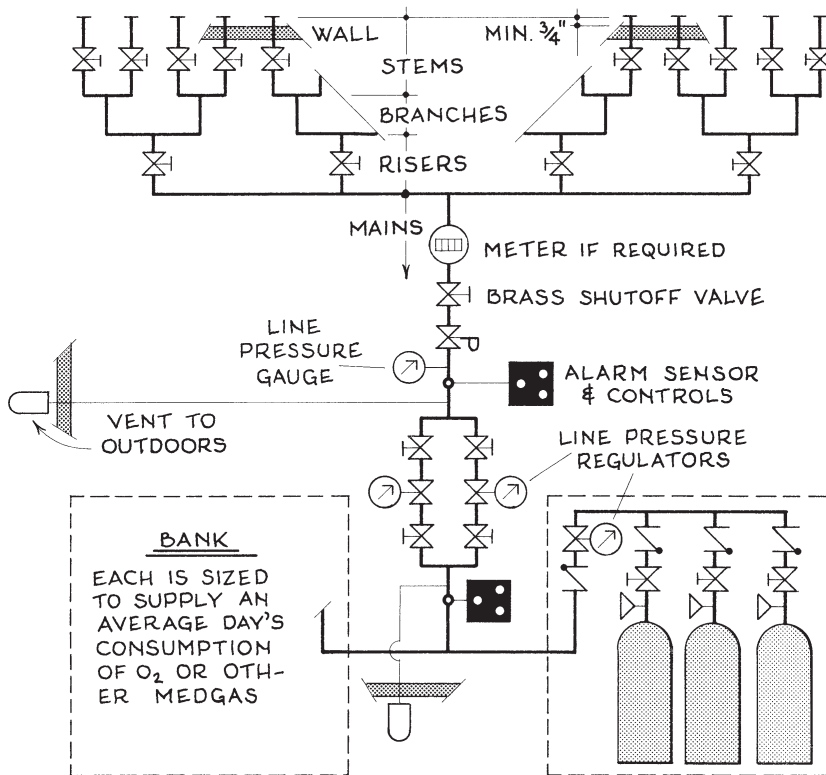 WALL
MIN. 3/4"
STEMS
BRANCHES
RISERS
MAINS
METER IF REQUIRED
BRASS SHUTOFF VALVE
LINE
PRESSURE
GAUGE
ALARM SENSOR
& CONTROLS
VENT TO
OUTDOORS
LINE PRESSURE
REGULATORS
BANK
EACH IS SIZED
TO SUPPLY AN
AVERAGE DAY'S
CONSUMPTION
OF O₂ OR OTH-
ER MEDGAS